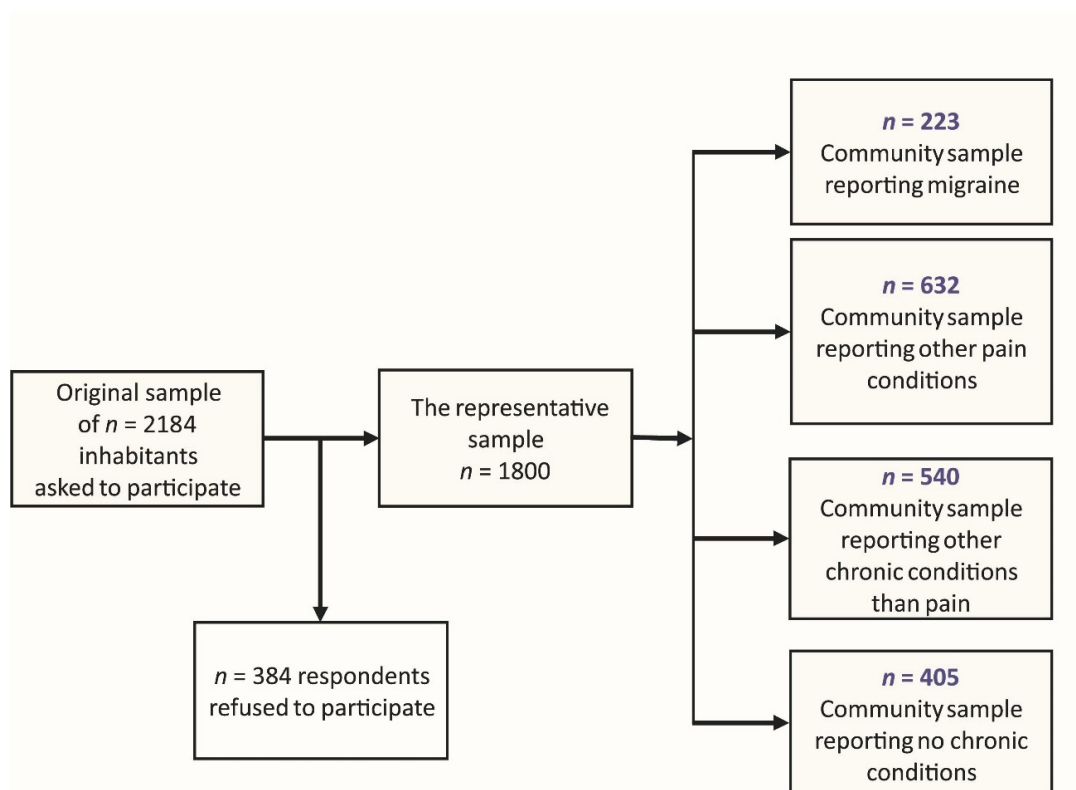 Original sample
of n = 2184
inhabitants
asked to participate
n = 384 respondents
refused to participate
The representative
sample
n = 1800
n = 223
Community sample
reporting migraine
n = 632
Community sample
reporting other pain
conditions
n = 540
Community sample
reporting other
chronic conditions
than pain
n = 405
Community sample
reporting no chronic
conditions